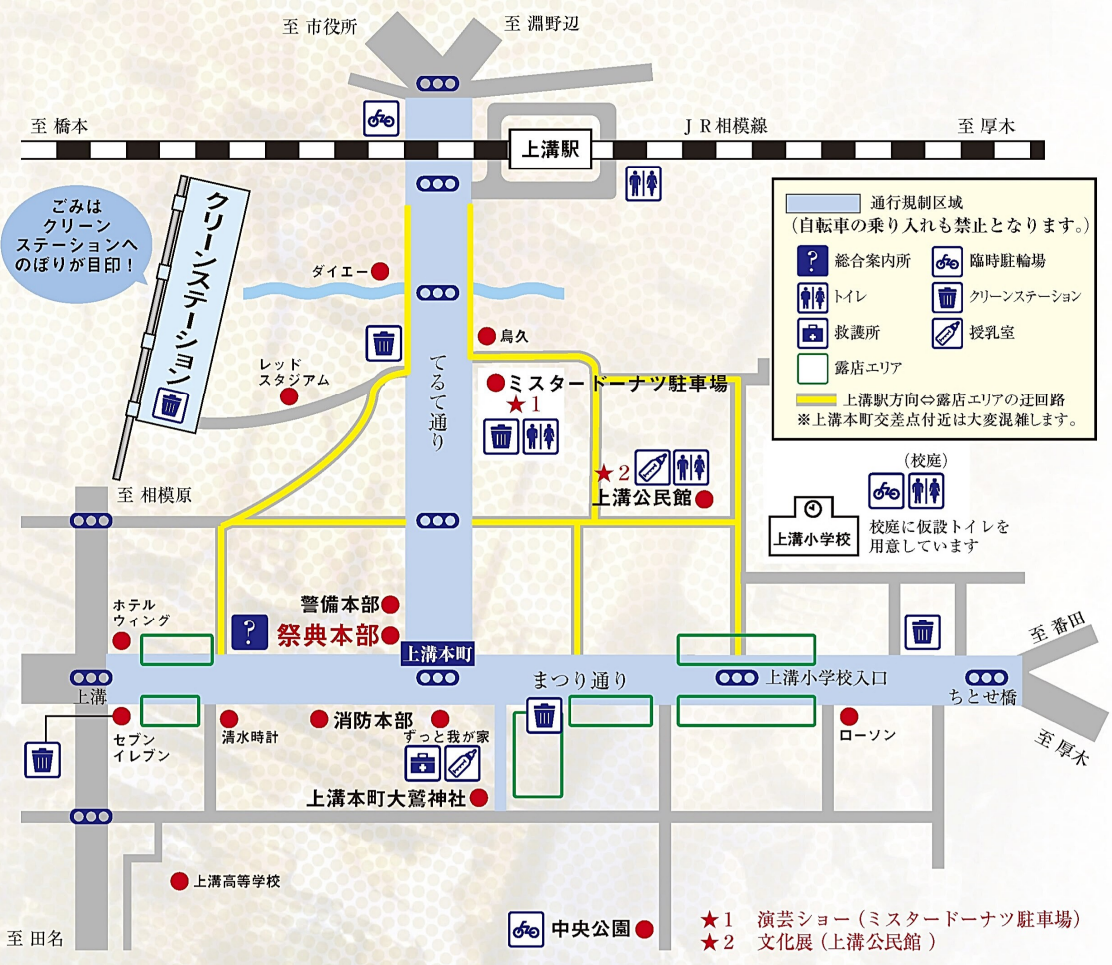 至 市役所
至 淵野辺
至 橋本
JR相模線
至 厚木
上溝駅
ごみは
クリーン
ステーションへ
のぼりが目印!
クリーンステーション
通行規制区域
(自転車の乗り入れも禁止となります。)
? 総合案内所
臨時駐輪場
トイレ
クリーンステーション
救護所
授乳室
露店エリア
上溝駅方向⇔露店エリアの迂回路
※上溝本町交差点付近は大変混雑します。
ダイエー
鳥久
レッド
スタジアム
てるて通り
ミスタードーナツ駐車場
★1
★2
上溝公民館
至 相模原
(校庭)
上溝小学校
校庭に仮設トイレを
用意しています
ホテル
ウィング
警備本部
? 祭典本部
上溝本町
至 番田
上溝
まつり通り
上溝小学校入口
ちとせ橋
セブン
イレブン
清水時計
消防本部
ずっと我が家
ローソン
至 厚木
上溝本町大鷲神社
上溝高等学校
至 田名
中央公園
★1 演芸ショー(ミスタードーナツ駐車場)
★2 文化展(上溝公民館)